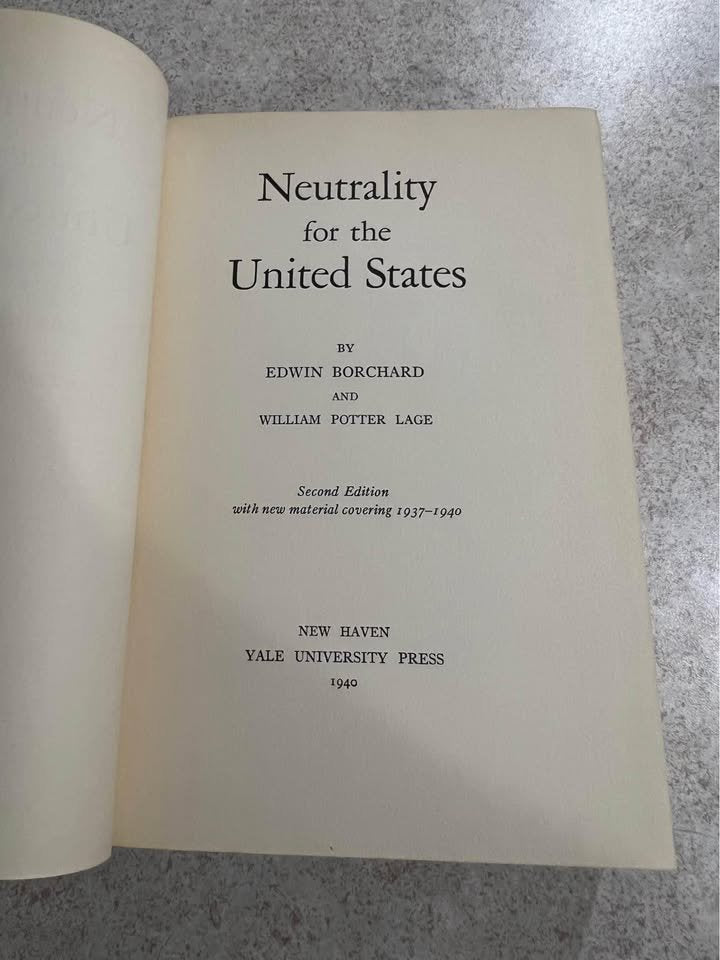 Neutrality
for the
United States
BY
EDWIN BORCHARD
AND
WILLIAM POTTER LAGE
Second Edition
with new material covering 1937–1940
NEW HAVEN
YALE UNIVERSITY PRESS
1940